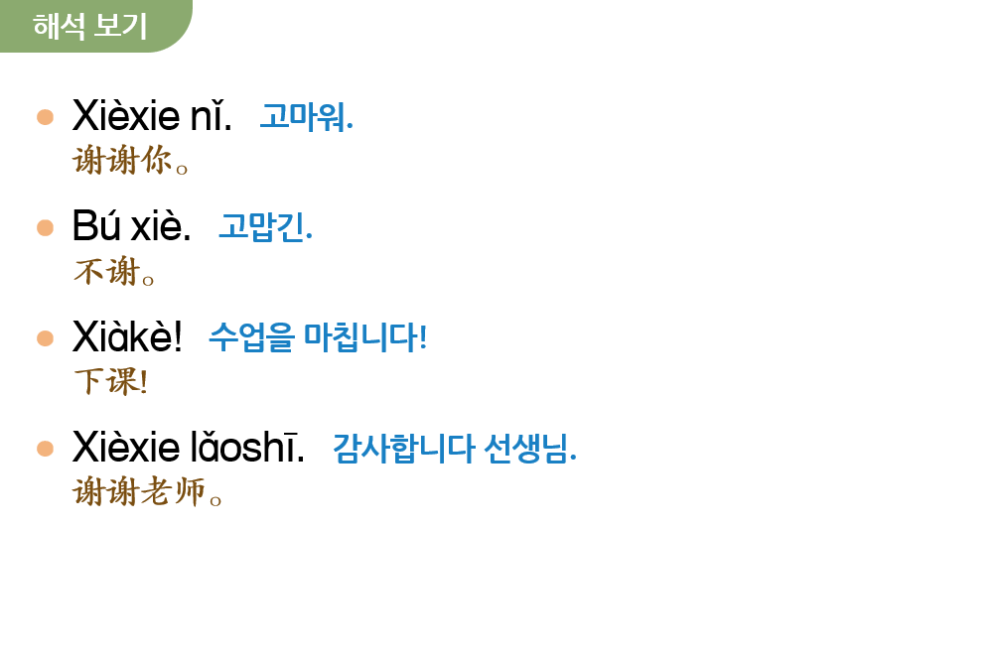 해석 보기
Xièxie nǐ. 고마워.
谢谢你。
Bú xiè. 고맙긴.
不谢。
Xiàkè! 수업을 마칩니다!
下课!
Xièxie lǎoshī. 감사합니다 선생님.
谢谢老师。